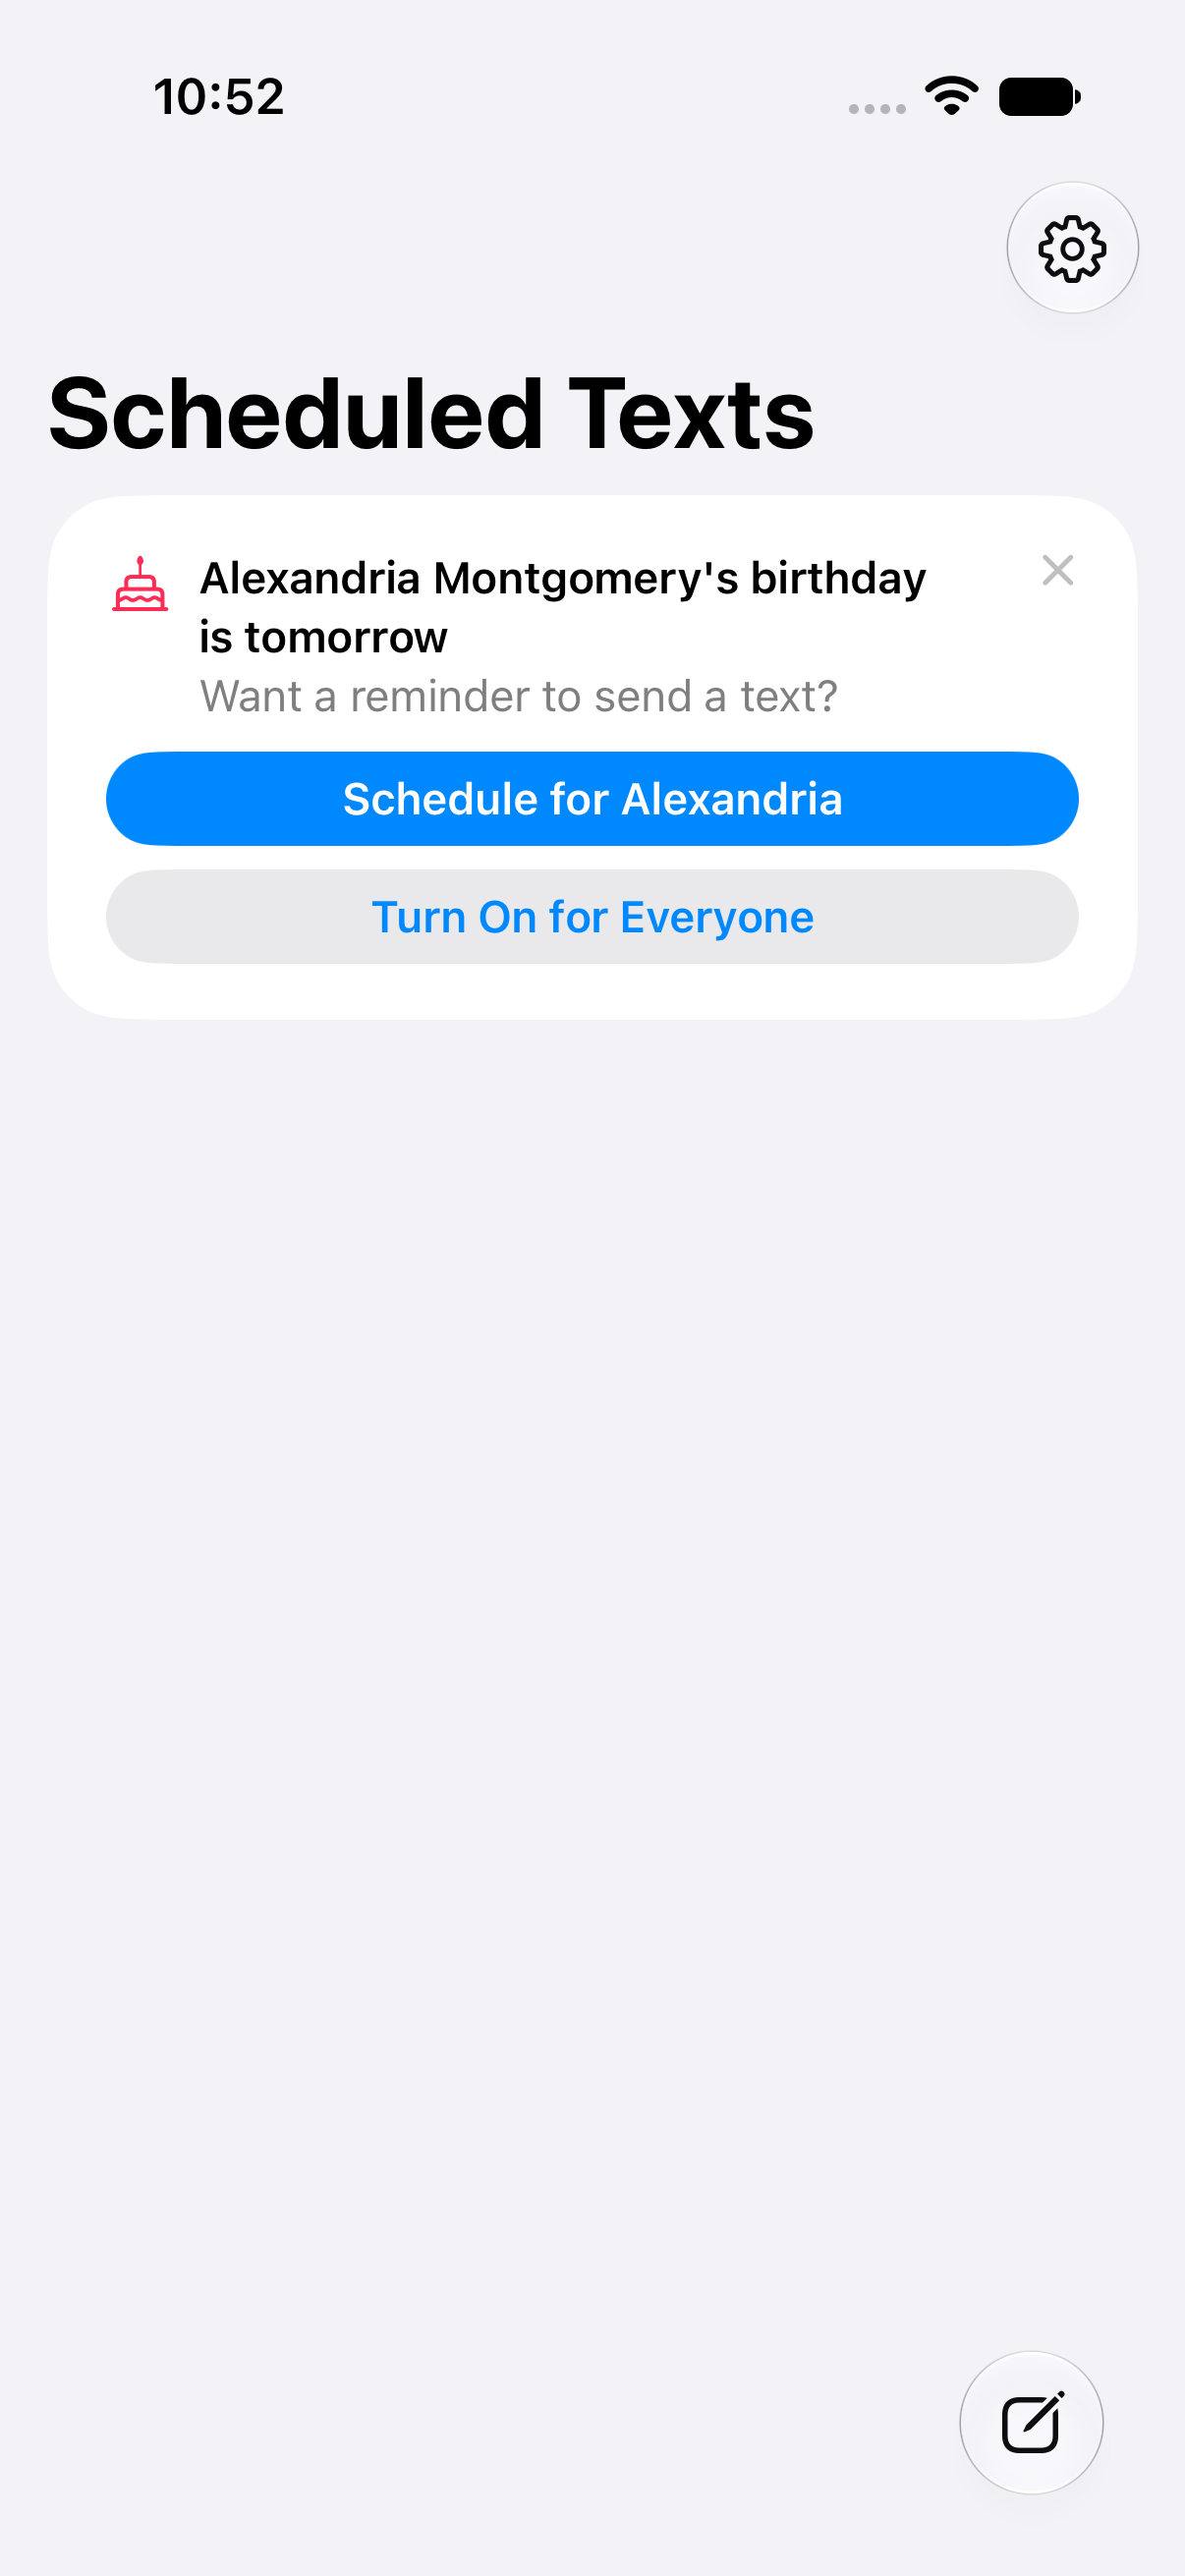 10:52
Scheduled Texts
Alexandria Montgomery's birthday
is tomorrow
Want a reminder to send a text?
Schedule for Alexandria
Turn On for Everyone